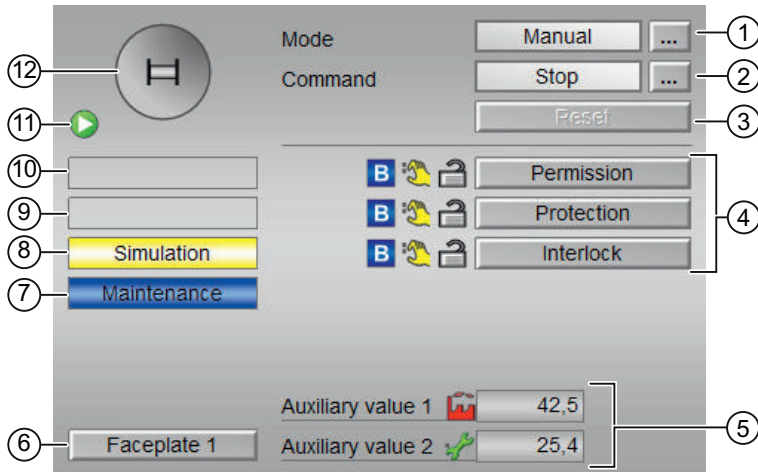 Mode Manual ... 1
12 Command Stop ... 2
11 Reset 3
10 B Permission
9 B Protection 4
8 Simulation B Interlock
7 Maintenance
Auxiliary value 1 42,5
5
6 Faceplate 1 Auxiliary value 2 25,4